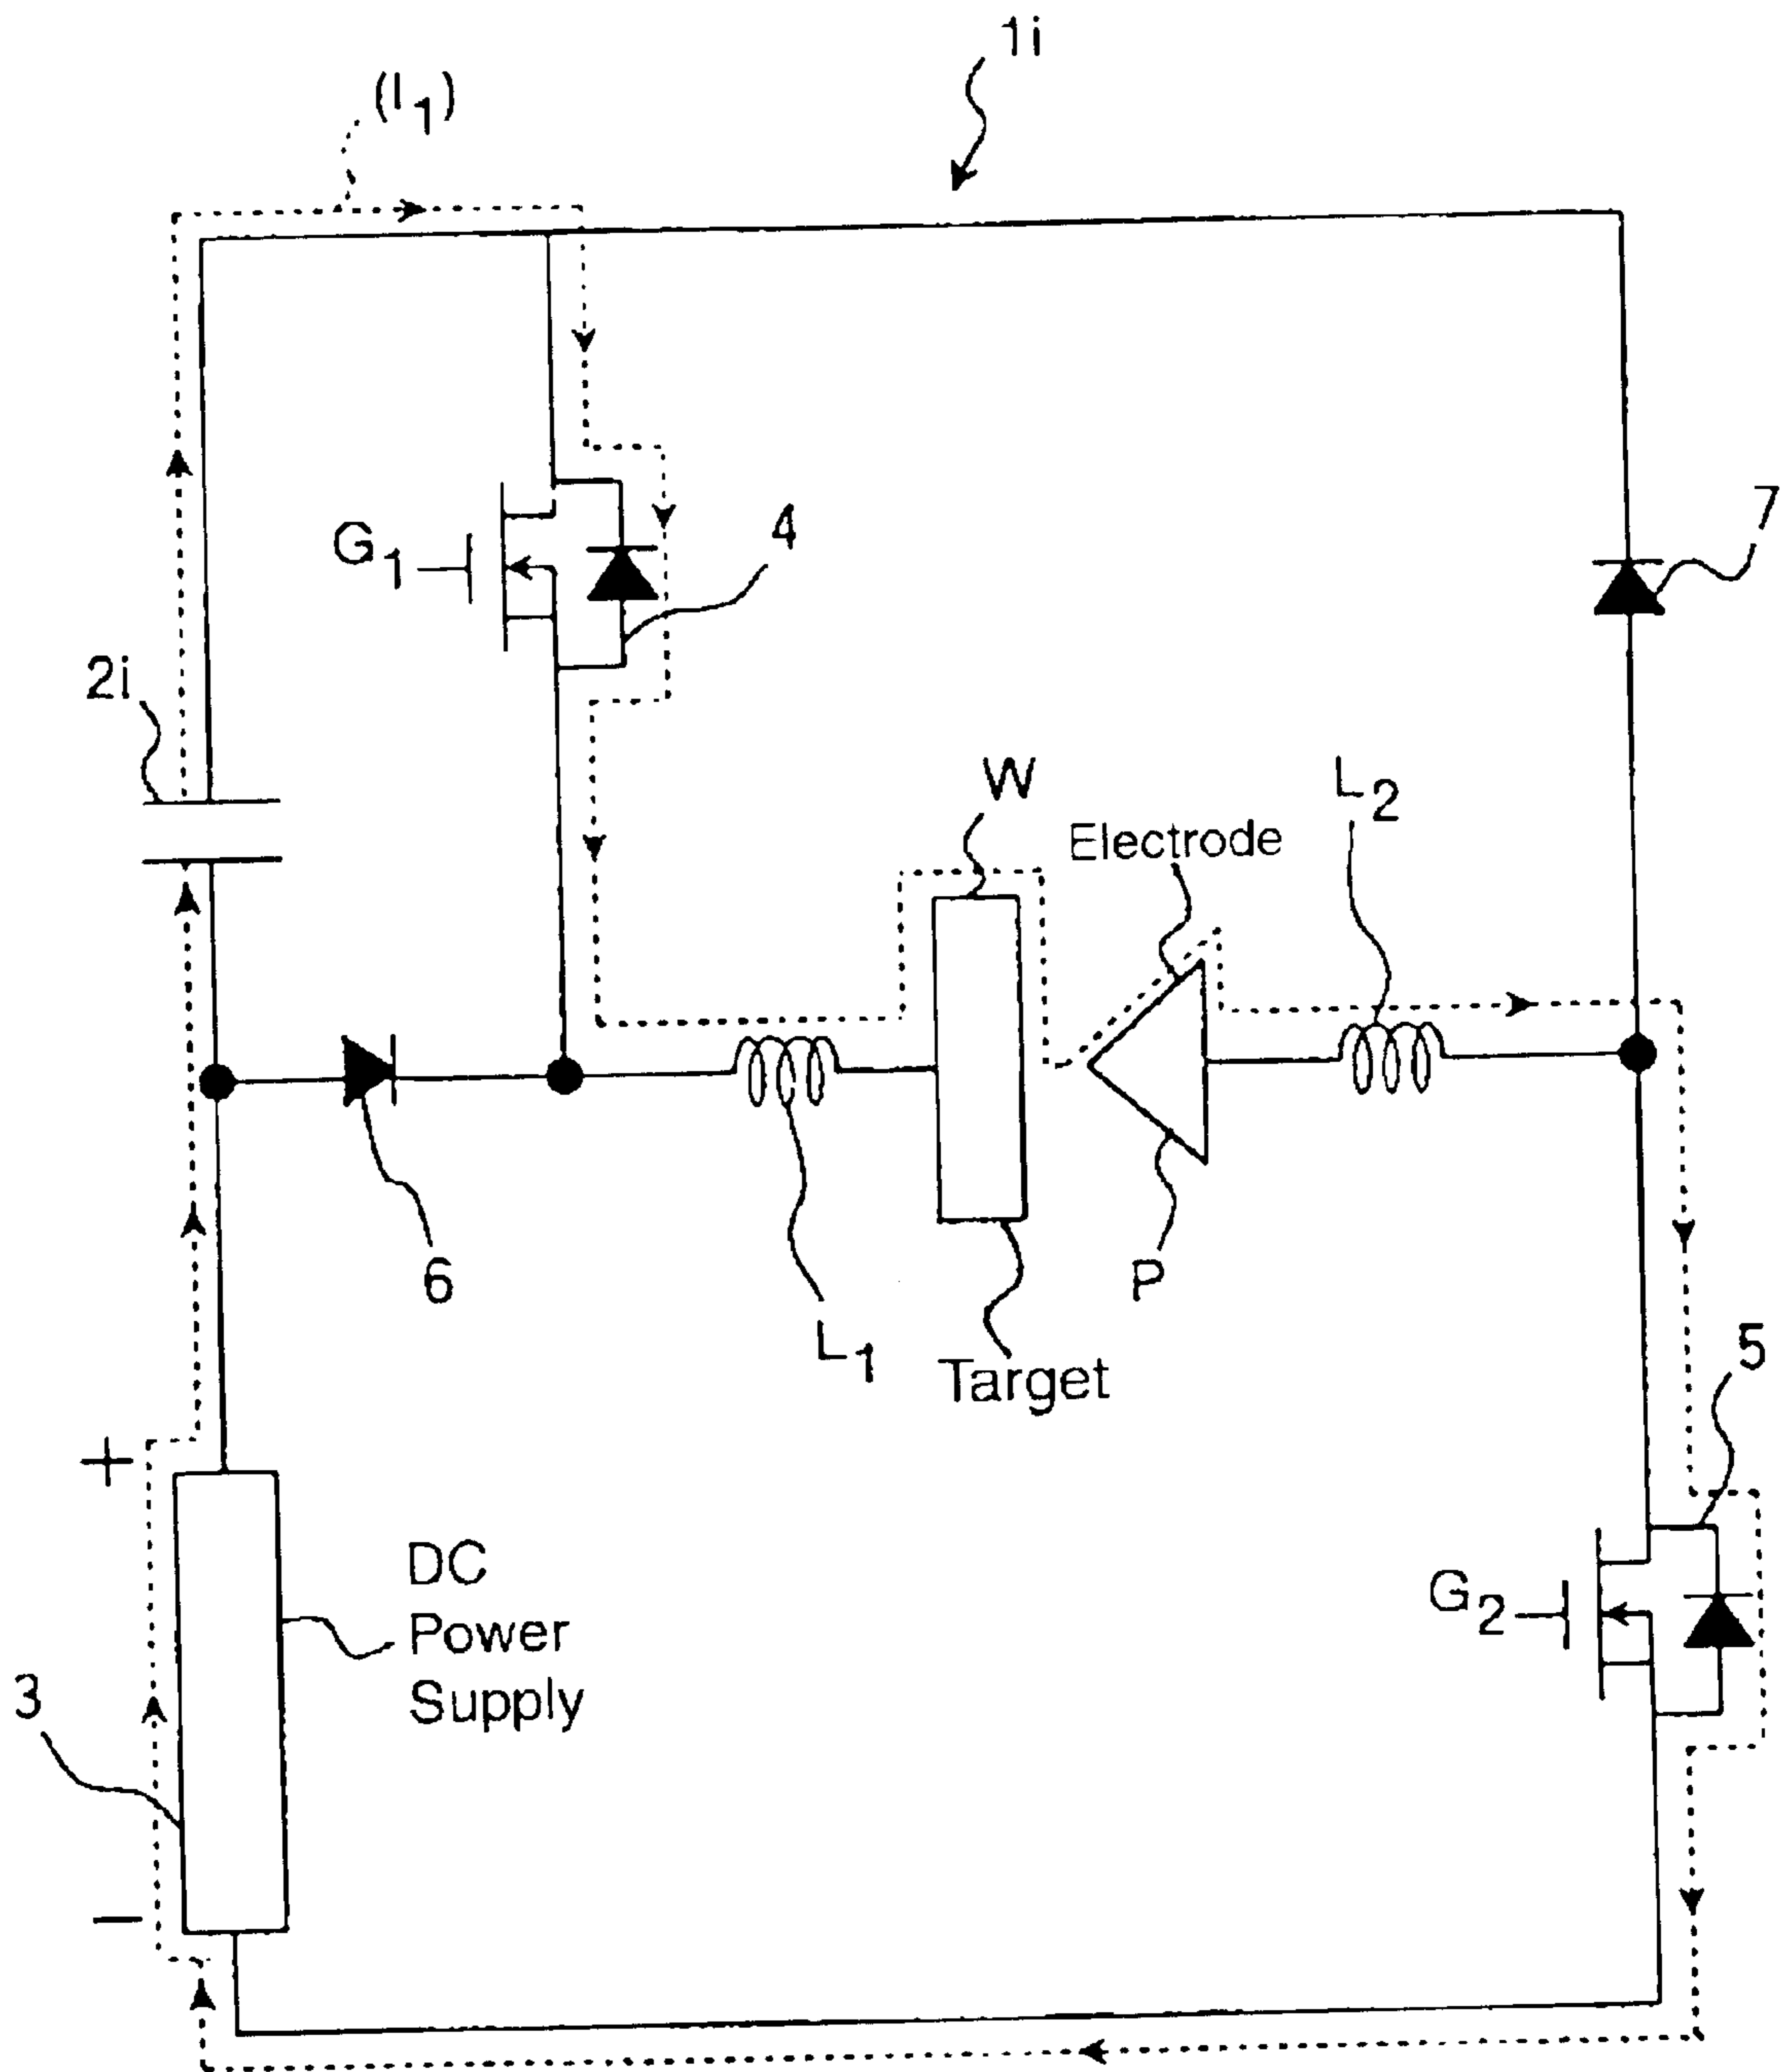 1i
(I1)
G1
4
7
2i
W
L2
Electrode
6
L1
P
Target
5
+
DC
Power
Supply
G2
3
−